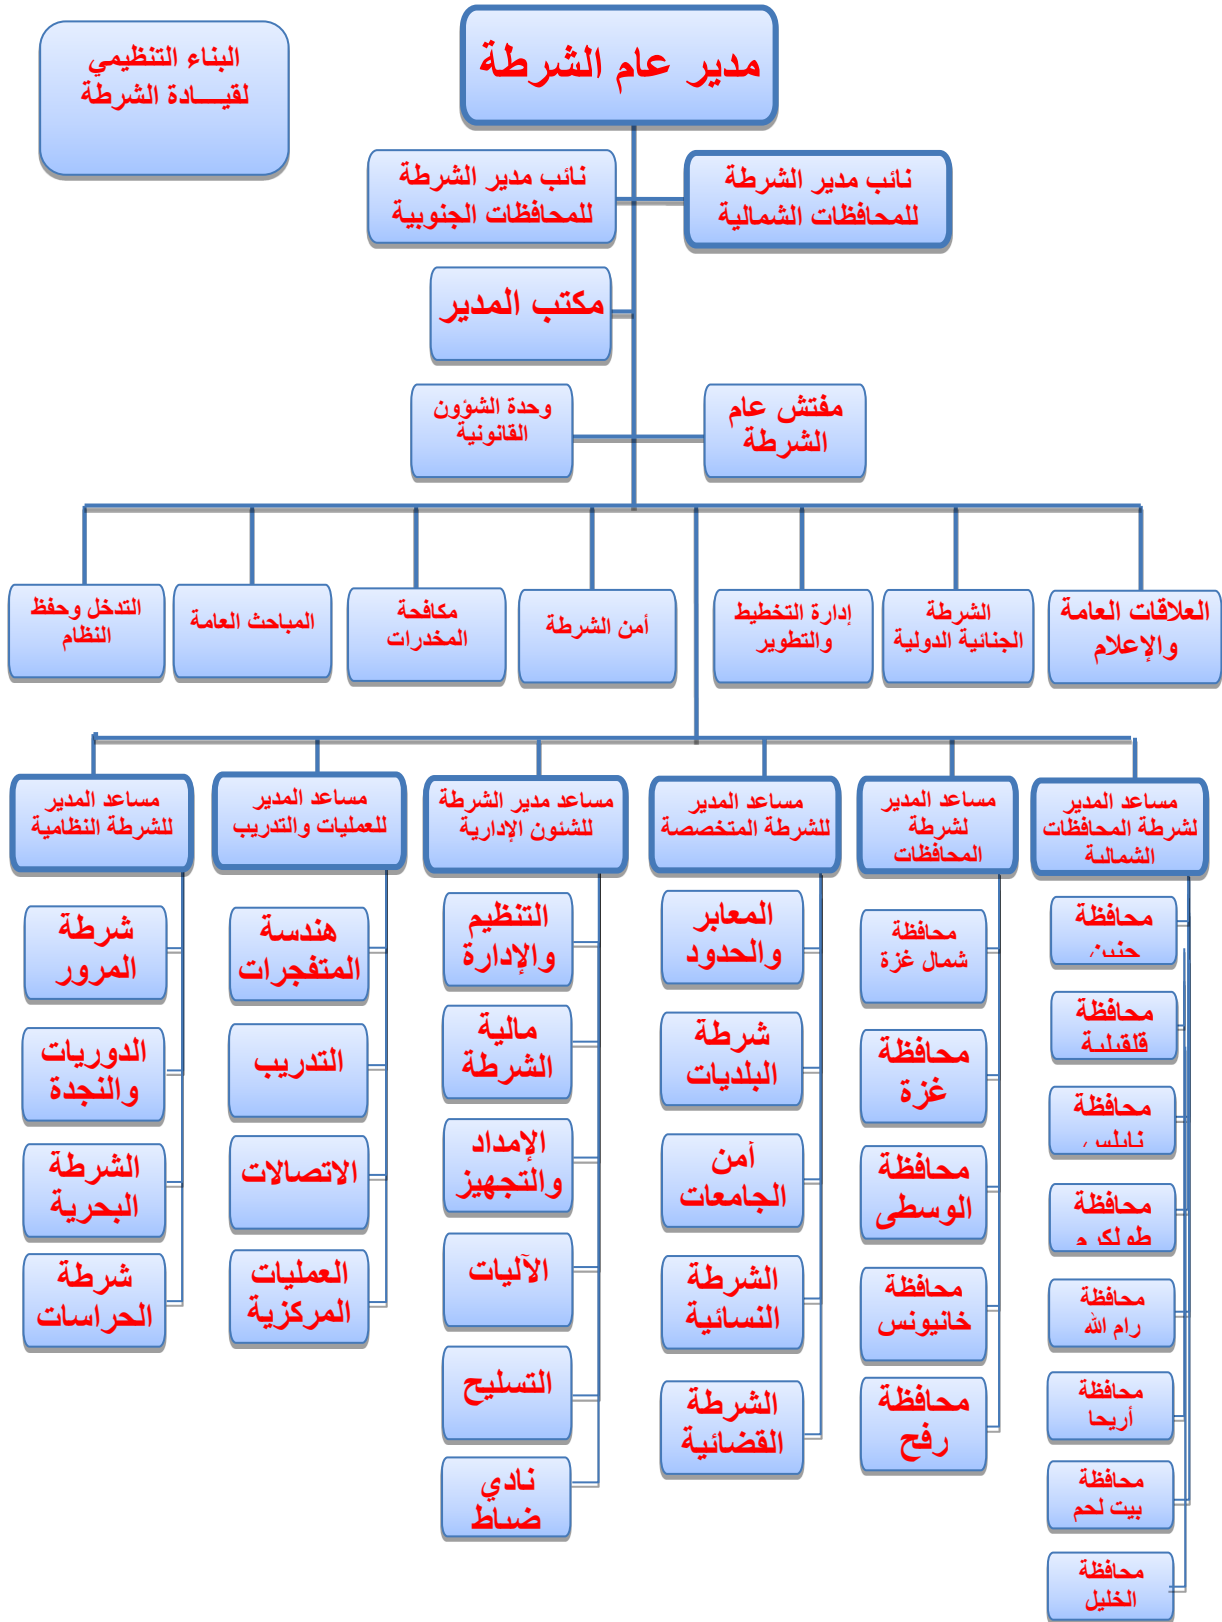 البناء التنظيمي
لقيـــادة الشرطة
مدير عام الشرطة
نائب مدير الشرطة
للمحافظات الشمالية
نائب مدير الشرطة
للمحافظات الجنوبية
مكتب المدير
مفتش عام
الشرطة
وحدة الشؤون
القانونية
العلاقات العامة
والإعلام
الشرطة
الجنائية الدولية
إدارة التخطيط
والتطوير
أمن الشرطة
مكافحة
المخدرات
المباحث العامة
التدخل وحفظ
النظام
مساعد المدير
لشرطة المحافظات
الشمالية
محافظة
جنين
محافظة
قلقيلية
محافظة
نابلس
محافظة
طولكرم
محافظة
رام الله
محافظة
أريحا
محافظة
بيت لحم
محافظة
الخليل
مساعد المدير
لشرطة
المحافظات
محافظة
شمال غزة
محافظة
غزة
محافظة
الوسطى
محافظة
خانيونس
محافظة
رفح
مساعد المدير
للشرطة المتخصصة
المعابر
والحدود
شرطة
البلديات
أمن
الجامعات
الشرطة
النسائية
الشرطة
القضائية
مساعد مدير الشرطة
للشئون الإدارية
التنظيم
والإدارة
مالية
الشرطة
الإمداد
والتجهيز
الآليات
التسليح
نادي
ضباط
مساعد المدير
للعمليات والتدريب
هندسة
المتفجرات
التدريب
الاتصالات
العمليات
المركزية
مساعد المدير
للشرطة النظامية
شرطة
المرور
الدوريات
والنجدة
الشرطة
البحرية
شرطة
الحراسات